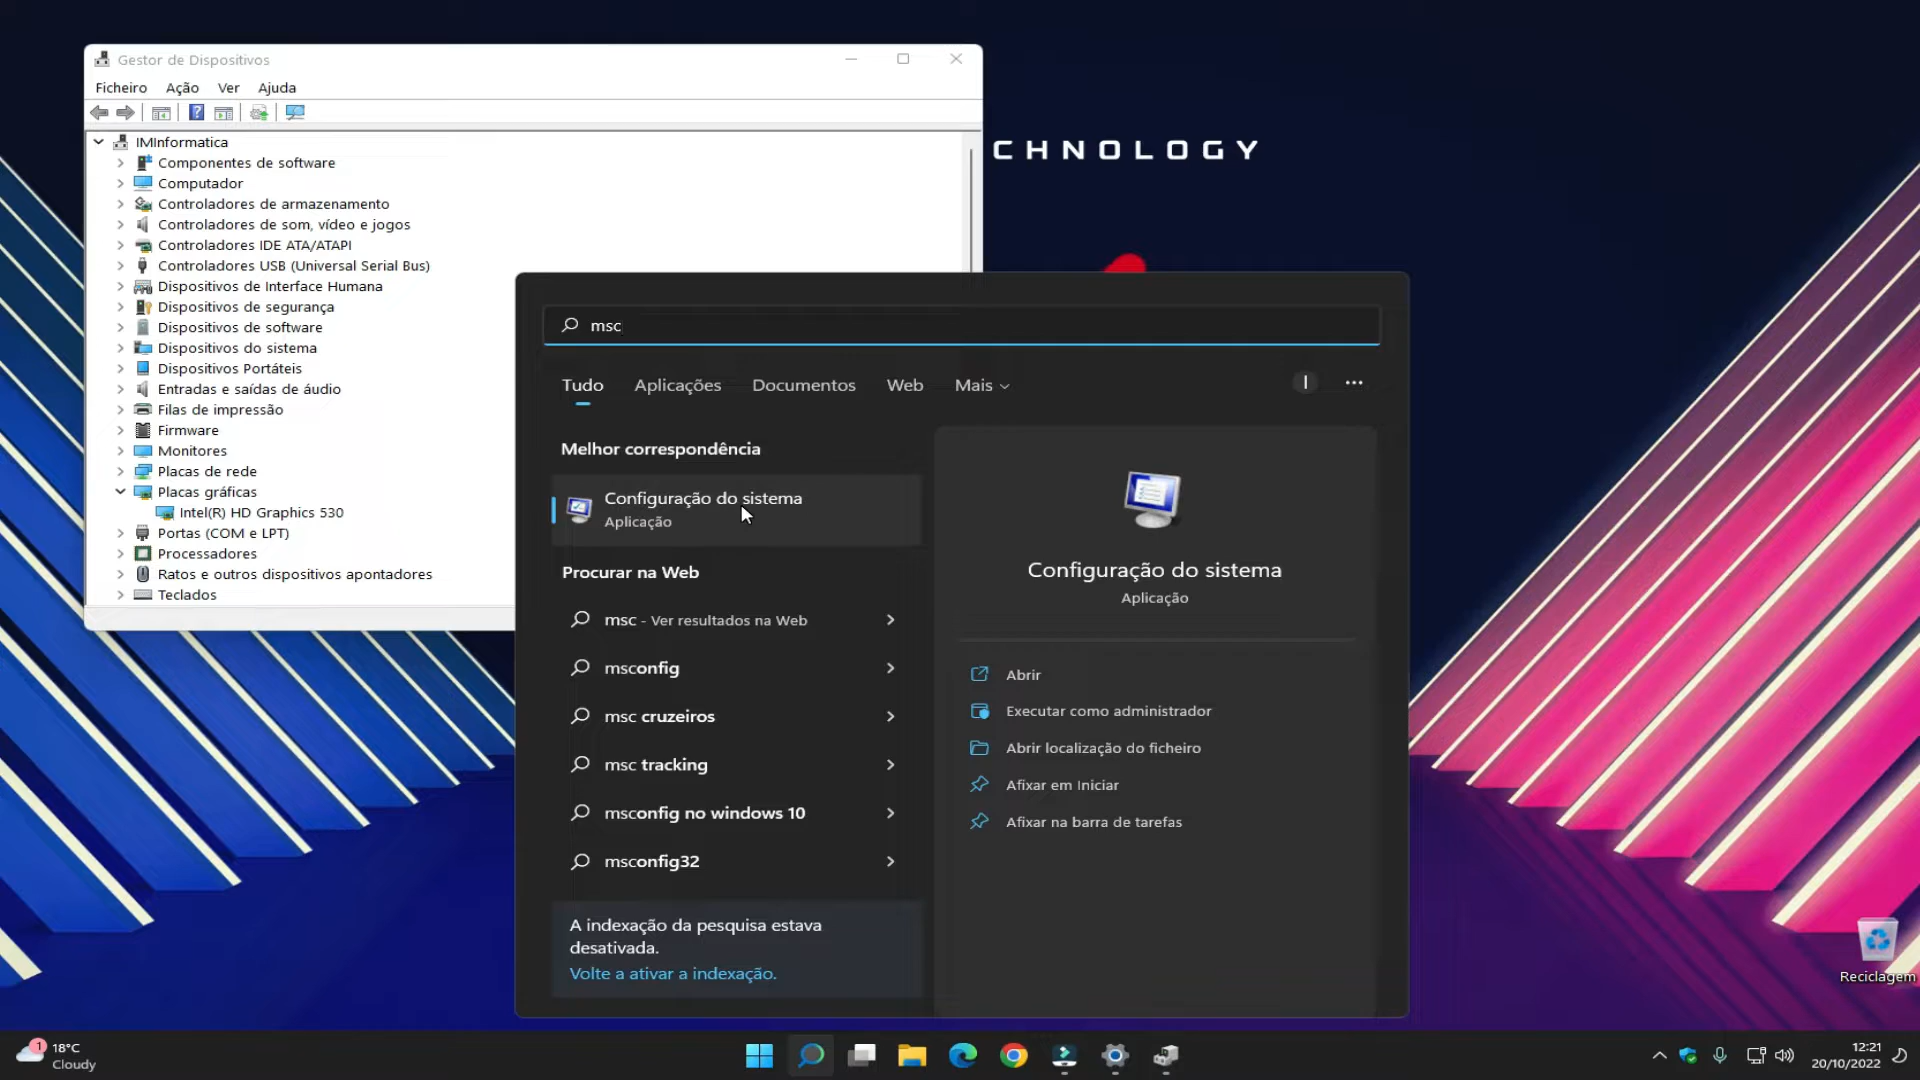 Gestor de Dispositivos
Ficheiro Ação Ver Ajuda
IMInformatica
Componentes de software
Computador
Controladores de armazenamento
Controladores de som, vídeo e jogos
Controladores IDE ATA/ATAPI
Controladores USB (Universal Serial Bus)
Dispositivos de Interface Humana
Dispositivos de segurança
Dispositivos de software
Dispositivos do sistema
Dispositivos Portáteis
Entradas e saídas de áudio
Filas de impressão
Firmware
Monitores
Placas de rede
Placas gráficas
Intel(R) HD Graphics 530
Portas (COM e LPT)
Processadores
Ratos e outros dispositivos apontadores
Teclados
CHNOLOGY
msc
Tudo Aplicações Documentos Web Mais
I
Melhor correspondência
Configuração do sistema
Aplicação
Procurar na Web
msc - Ver resultados na Web
msconfig
msc cruzeiros
msc tracking
msconfig no windows 10
msconfig32
A indexação da pesquisa estava
desativada.
Volte a ativar a indexação.
Configuração do sistema
Aplicação
Abrir
Executar como administrador
Abrir localização do ficheiro
Afixar em Iniciar
Afixar na barra de tarefas
Reciclagem
1
18°C
Cloudy
12:21
20/10/2022